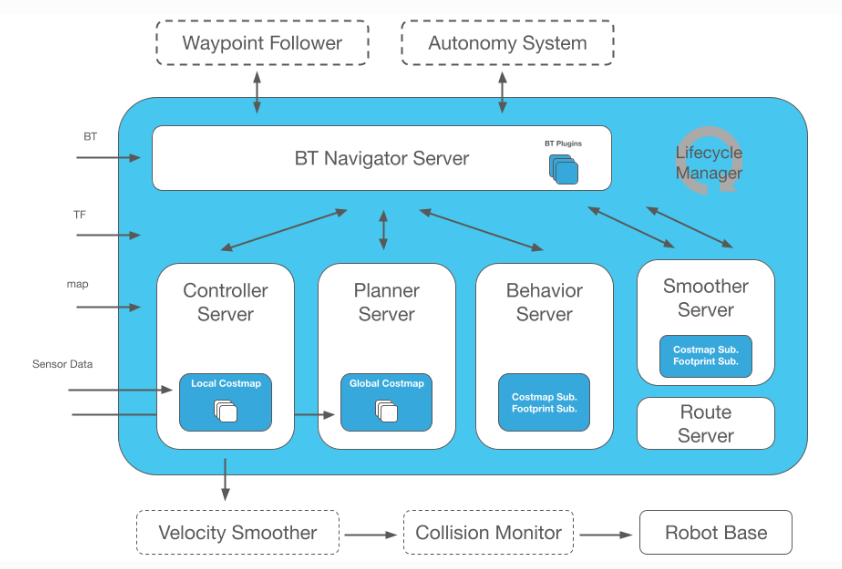 Waypoint Follower
Autonomy System
BT
BT Navigator Server
BT Plugins
Lifecycle
Manager
TF
map
Sensor Data
Controller
Server
Local Costmap
Planner
Server
Global Costmap
Behavior
Server
Costmap Sub.
Footprint Sub.
Smoother
Server
Costmap Sub.
Footprint Sub.
Route
Server
Velocity Smoother
Collision Monitor
Robot Base